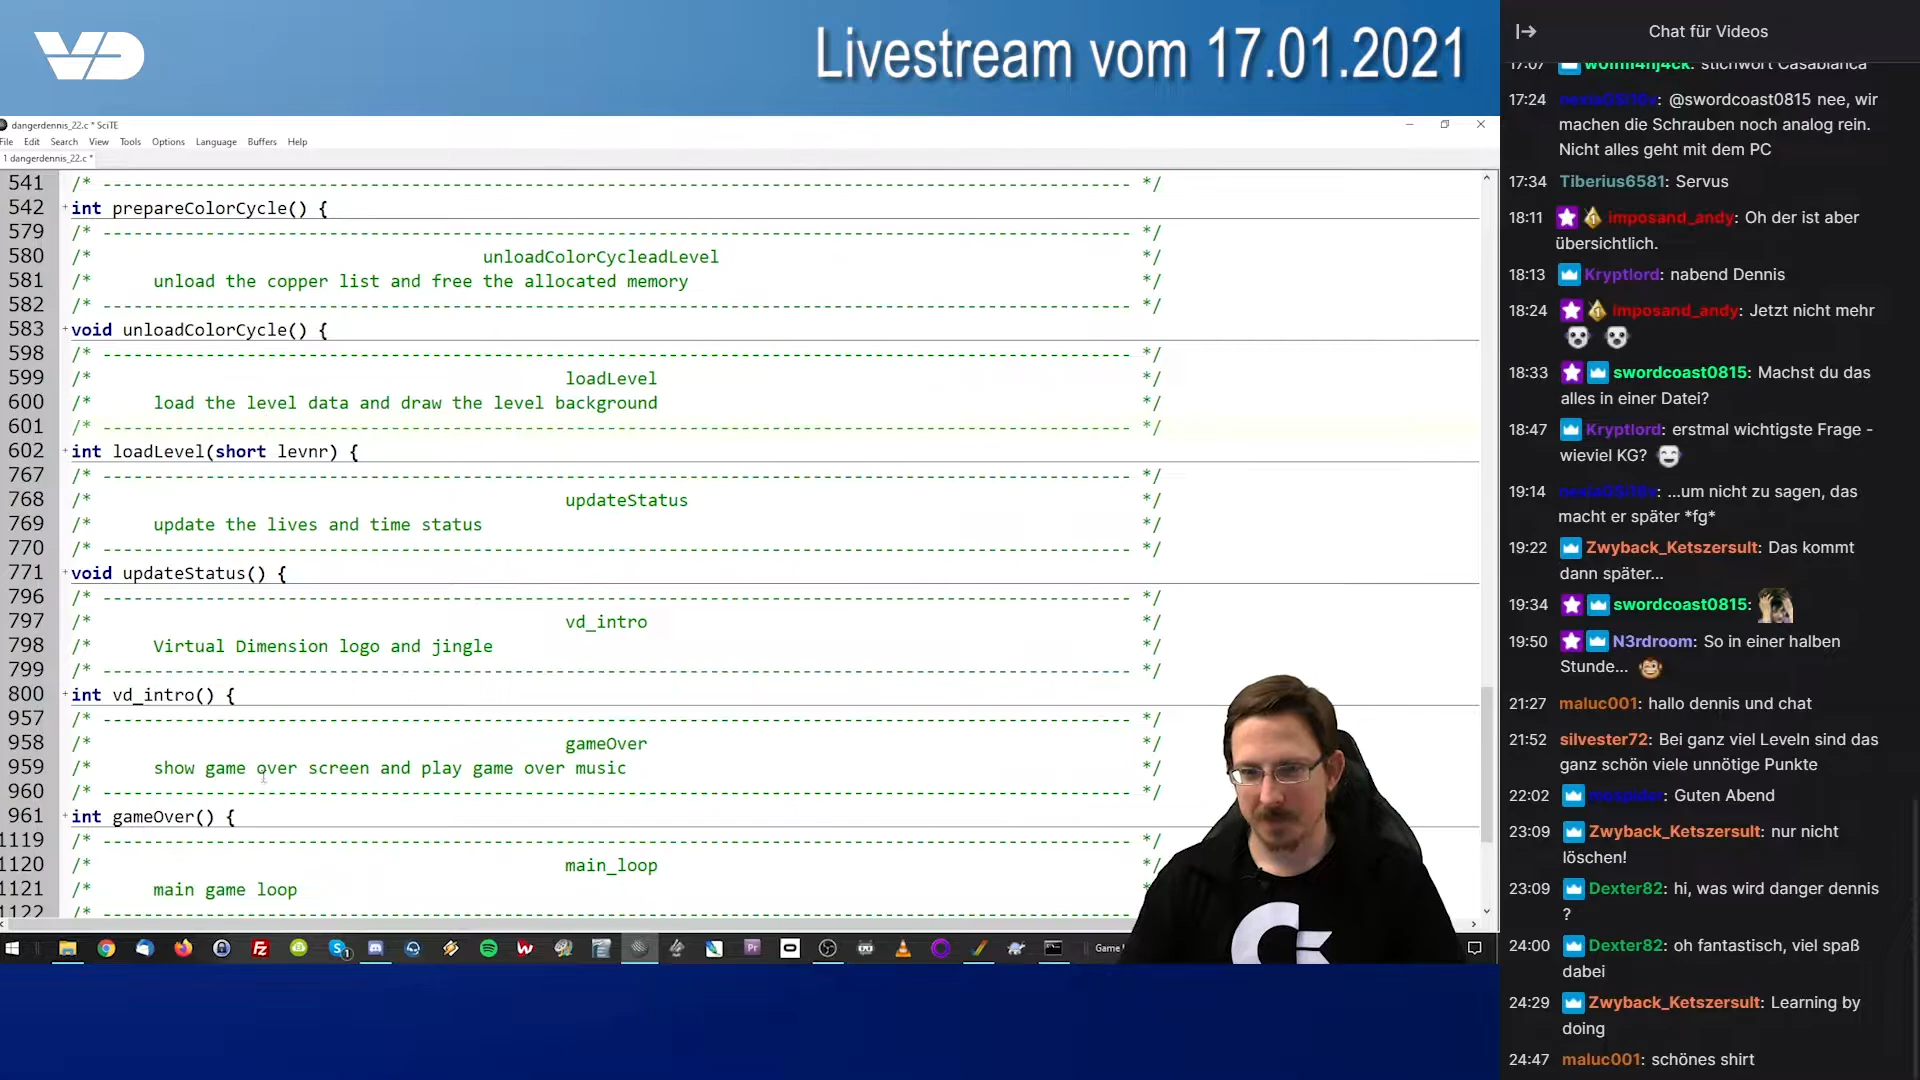 VD
Livestream vom 17.01.2021
dangerdennis_22.c * SciTE
File Edit Search View Tools Options Language Buffers Help
1 dangerdennis_22.c *
541 /* ---------------------------------------------------------------------------------------------------- */
542 int prepareColorCycle() {
579 /* ---------------------------------------------------------------------------------------------------- */
580 /* unloadColorCycleadLevel */
581 /* unload the copper list and free the allocated memory */
582 /* ---------------------------------------------------------------------------------------------------- */
583 void unloadColorCycle() {
598 /* ---------------------------------------------------------------------------------------------------- */
599 /* loadLevel */
600 /* load the level data and draw the level background */
601 /* ---------------------------------------------------------------------------------------------------- */
602 int loadLevel(short levnr) {
767 /* ---------------------------------------------------------------------------------------------------- */
768 /* updateStatus */
769 /* update the lives and time status */
770 /* ---------------------------------------------------------------------------------------------------- */
771 void updateStatus() {
796 /* ---------------------------------------------------------------------------------------------------- */
797 /* vd_intro */
798 /* Virtual Dimension logo and jingle */
799 /* ---------------------------------------------------------------------------------------------------- */
800 int vd_intro() {
957 /* ---------------------------------------------------------------------------------------------------- */
958 /* gameOver */
959 /* show game over screen and play game over music */
960 /* ---------------------------------------------------------------------------------------------------- */
961 int gameOver() {
1119 /* ---------------------------------------------------------------------------------------------------- */
1120 /* main_loop */
1121 /* main game loop */
1122 /* ----------------------------------------------------------------------------------------------------
Game
Chat für Videos
17:07 w0lff14nj4ck: stichwort Casablanca
17:24 @swordcoast0815 nee, wir
machen die Schrauben noch analog rein.
Nicht alles geht mit dem PC
17:34 Tiberius6581: Servus
18:11 imposand_andy: Oh der ist aber
übersichtlich.
18:13 Kryptlord: nabend Dennis
18:24 imposand_andy: Jetzt nicht mehr
18:33 swordcoast0815: Machst du das
alles in einer Datei?
18:47 Kryptlord: erstmal wichtigste Frage -
wieviel KG?
19:14 ...um nicht zu sagen, das
macht er später *fg*
19:22 Zwyback_Ketszersult: Das kommt
dann später...
19:34 swordcoast0815:
19:50 N3rdroom: So in einer halben
Stunde...
21:27 maluc001: hallo dennis und chat
21:52 silvester72: Bei ganz viel Leveln sind das
ganz schön viele unnötige Punkte
22:02 Guten Abend
23:09 Zwyback_Ketszersult: nur nicht
löschen!
23:09 Dexter82: hi, was wird danger dennis
?
24:00 Dexter82: oh fantastisch, viel spaß
dabei
24:29 Zwyback_Ketszersult: Learning by
doing
24:47 maluc001: schönes shirt